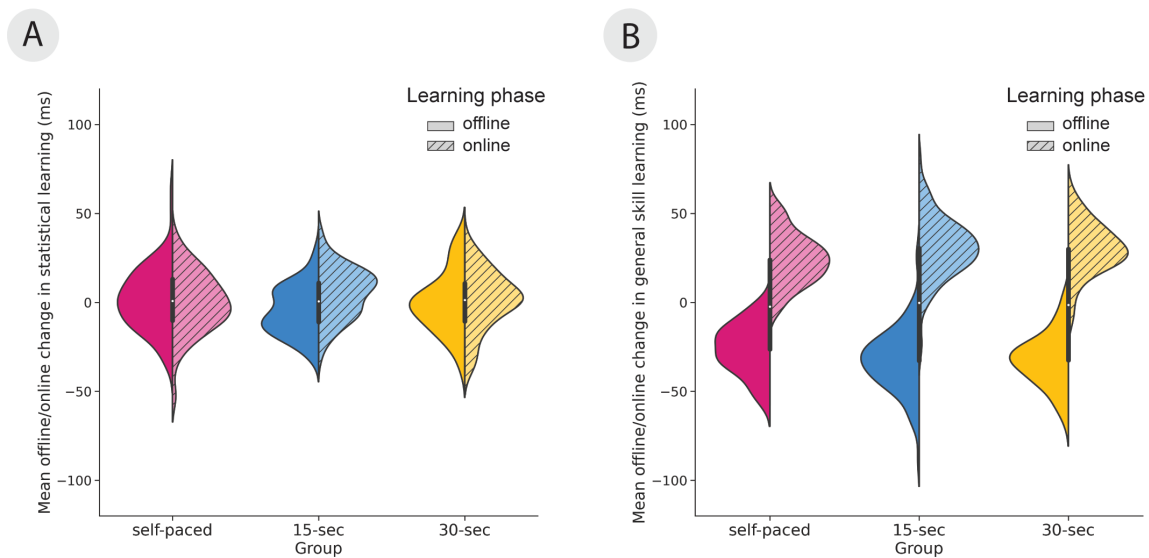 A
Mean offline/online change in statistical learning (ms)
Learning phase
offline
online
100
50
0
−50
−100
self-paced
15-sec
30-sec
Group
B
Mean offline/online change in general skill learning (ms)
Learning phase
offline
online
100
50
0
−50
−100
self-paced
15-sec
30-sec
Group